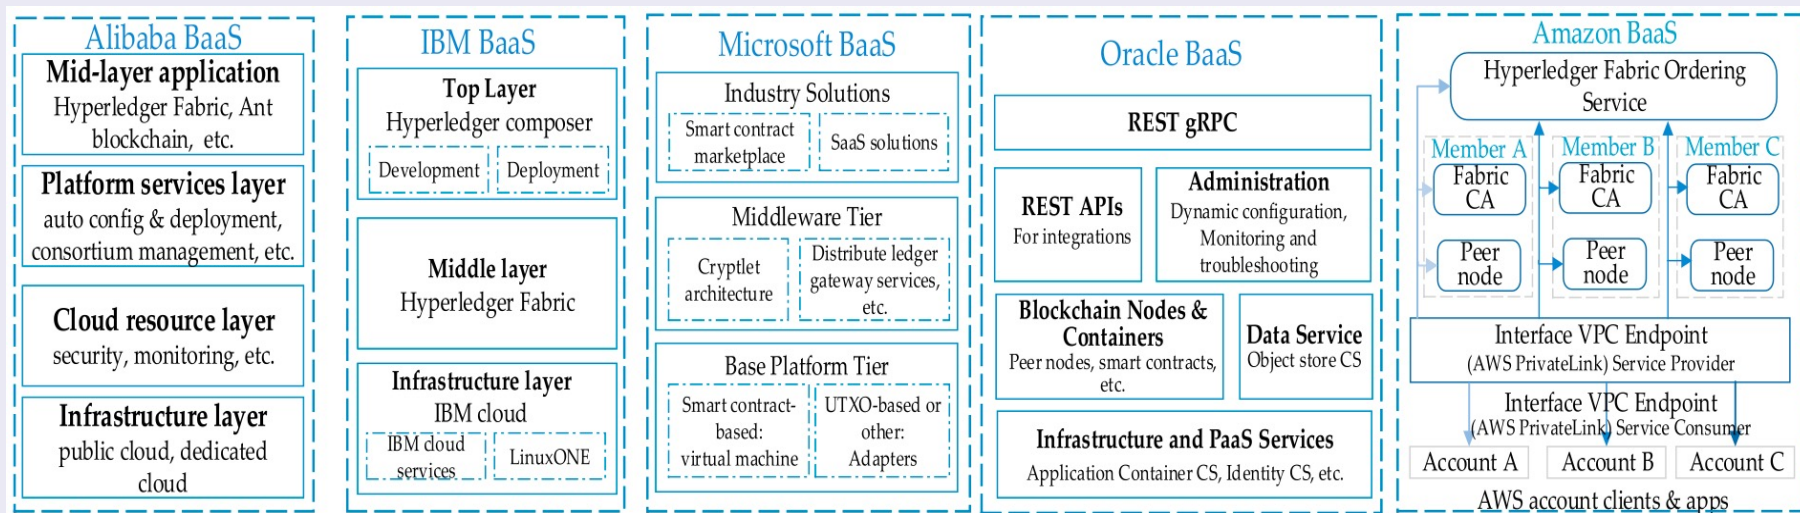 Alibaba BaaS
Mid-layer application
Hyperledger Fabric, Ant
blockchain, etc.
Platform services layer
auto config & deployment,
consortium management, etc.
Cloud resource layer
security, monitoring, etc.
Infrastructure layer
public cloud, dedicated
cloud
IBM BaaS
Top Layer
Hyperledger composer
Development
Deployment
Middle layer
Hyperledger Fabric
Infrastructure layer
IBM cloud
IBM cloud
services
LinuxONE
Microsoft BaaS
Industry Solutions
Smart contract
marketplace
SaaS solutions
Middleware Tier
Cryptlet
architecture
Distribute ledger
gateway services,
etc.
Base Platform Tier
Smart contract-
based:
virtual machine
UTXO-based or
other:
Adapters
Oracle BaaS
REST gRPC
REST APIs
For integrations
Administration
Dynamic configuration,
Monitoring and
troubleshooting
Blockchain Nodes &
Containers
Peer nodes, smart contracts,
etc.
Data Service
Object store CS
Infrastructure and PaaS Services
Application Container CS, Identity CS, etc.
Amazon BaaS
Hyperledger Fabric Ordering
Service
Member A
Fabric
CA
Peer
node
Member B
Fabric
CA
Peer
node
Member C
Fabric
CA
Peer
node
Interface VPC Endpoint
(AWS PrivateLink) Service Provider
Interface VPC Endpoint
(AWS PrivateLink) Service Consumer
Account A
Account B
Account C
AWS account clients & apps